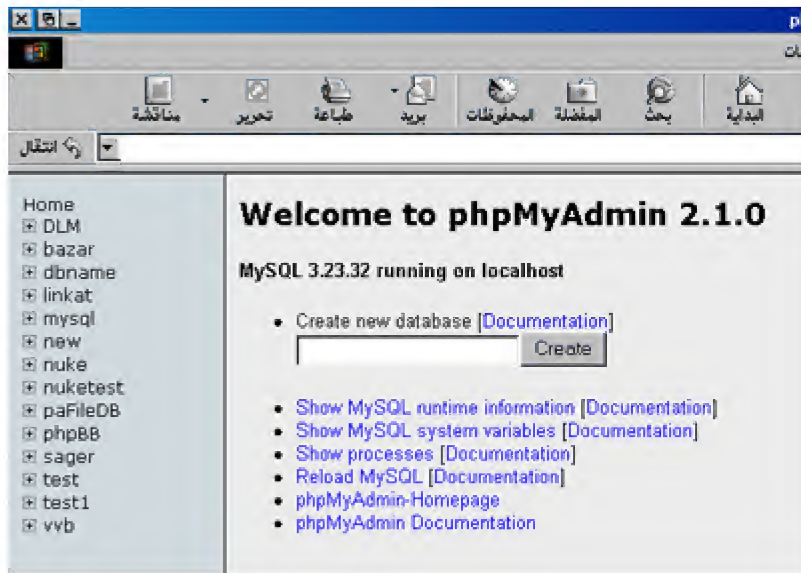 p
ات
البداية بحث المفضلة المحفوظات بريد طباعة تحرير مناقشة
انتقال
Home
DLM
bazar
dbname
linkat
mysql
new
nuke
nuketest
paFileDB
phpBB
sager
test
test1
vvb
Welcome to phpMyAdmin 2.1.0
MySQL 3.23.32 running on localhost
Create new database [Documentation]
Create
Show MySQL runtime information [Documentation]
Show MySQL system variables [Documentation]
Show processes [Documentation]
Reload MySQL [Documentation]
phpMyAdmin-Homepage
phpMyAdmin Documentation